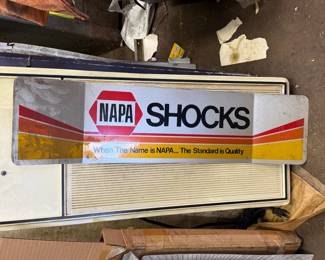 NAPA SHOCKS
When The Name is NAPA... The Standard is Quality